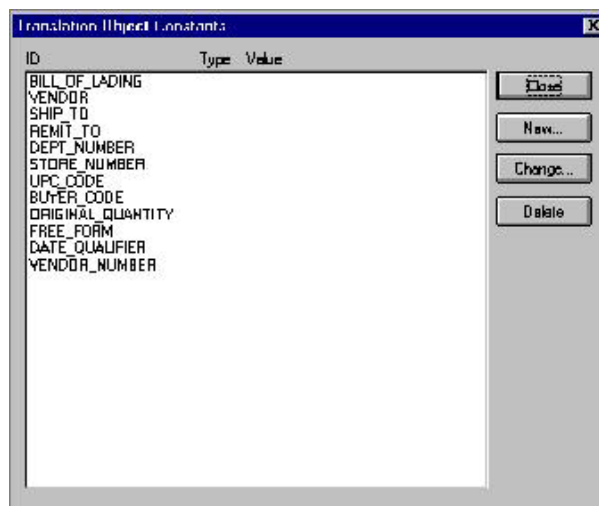 Translation Object Constants
ID Type Value
BILL_OF_LADING
VENDOR
SHIP_TO
REMIT_TO
DEPT_NUMBER
STORE_NUMBER
UPC_CODE
BUYER_CODE
ORIGINAL_QUANTITY
FREE_FORM
DATE_QUALIFIER
VENDOR_NUMBER
Close
New...
Change...
Delete